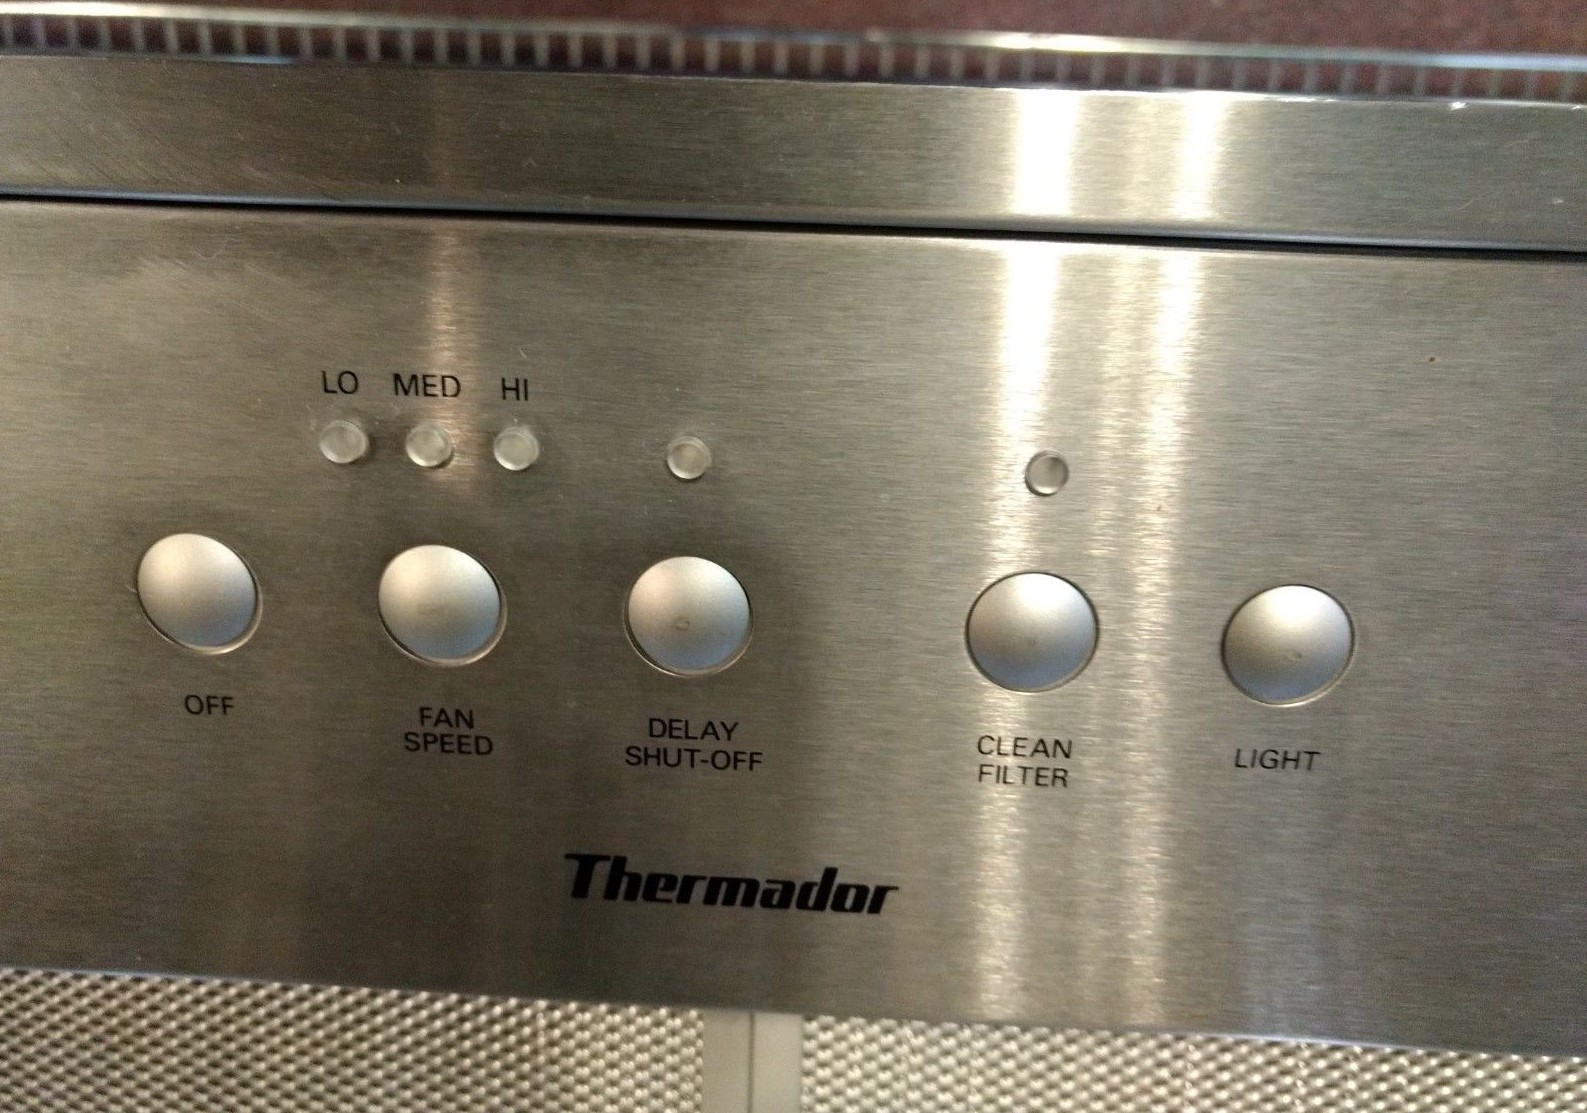 LO MED HI
OFF
FAN
SPEED
DELAY
SHUT-OFF
CLEAN
FILTER
LIGHT
Thermador